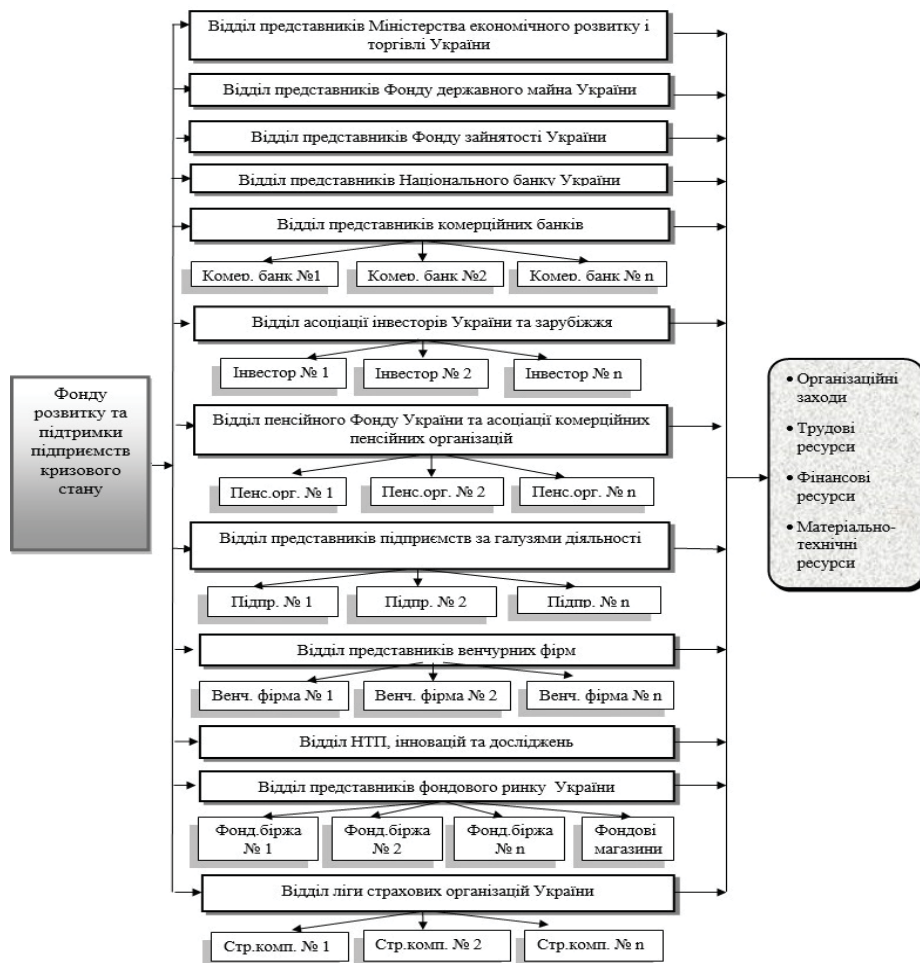 Відділ представників Міністерства економічного розвитку і
торгівлі України
Відділ представників Фонду державного майна України
Відділ представників Фонду зайнятості України
Відділ представників Національного банку України
Відділ представників комерційних банків
Комер. банк №1
Комер. банк №2
Комер. банк № n
Відділ асоціації інвесторів України та зарубіжжя
Інвестор № 1
Інвестор № 2
Інвестор № n
Фонду
розвитку та
підтримки
підприємств
кризового
стану
Відділ пенсійного Фонду України та асоціації комерційних
пенсійних організацій
Пенс.орг. № 1
Пенс.орг. № 2
Пенс.орг. № n
Відділ представників підприємств за галузями діяльності
Підпр. № 1
Підпр. № 2
Підпр. № n
Відділ представників венчурних фірм
Венч. фірма № 1
Венч. фірма № 2
Венч. фірма № n
Відділ НТП, інновацій та досліджень
Відділ представників фондового ринку України
Фонд.біржа
№ 1
Фонд.біржа
№ 2
Фонд.біржа
№ n
Фондові
магазини
Відділ ліги страхових організацій України
Стр.комп. № 1
Стр.комп. № 2
Стр.комп. № n
• Організаційні
заходи
• Трудові
ресурси
• Фінансові
ресурси
• Матеріально-
технічні
ресурси